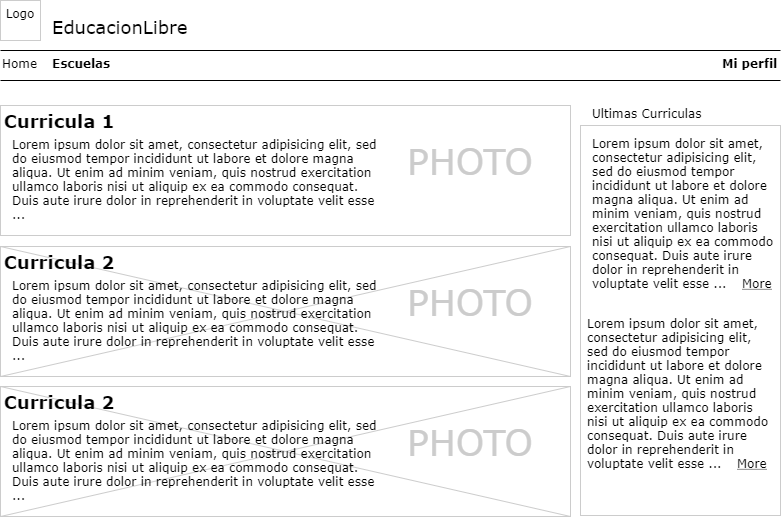 Logo
EducacionLibre
Home Escuelas Mi perfil
Curricula 1
Lorem ipsum dolor sit amet, consectetur adipisicing elit, sed
do eiusmod tempor incididunt ut labore et dolore magna
aliqua. Ut enim ad minim veniam, quis nostrud exercitation
ullamco laboris nisi ut aliquip ex ea commodo consequat.
Duis aute irure dolor in reprehenderit in voluptate velit esse
...
PHOTO
Curricula 2
Lorem ipsum dolor sit amet, consectetur adipisicing elit, sed
do eiusmod tempor incididunt ut labore et dolore magna
aliqua. Ut enim ad minim veniam, quis nostrud exercitation
ullamco laboris nisi ut aliquip ex ea commodo consequat.
Duis aute irure dolor in reprehenderit in voluptate velit esse
...
PHOTO
Curricula 2
Lorem ipsum dolor sit amet, consectetur adipisicing elit, sed
do eiusmod tempor incididunt ut labore et dolore magna
aliqua. Ut enim ad minim veniam, quis nostrud exercitation
ullamco laboris nisi ut aliquip ex ea commodo consequat.
Duis aute irure dolor in reprehenderit in voluptate velit esse
...
PHOTO
Ultimas Curriculas
Lorem ipsum dolor sit amet,
consectetur adipisicing elit,
sed do eiusmod tempor
incididunt ut labore et dolore
magna aliqua. Ut enim ad
minim veniam, quis nostrud
exercitation ullamco laboris
nisi ut aliquip ex ea commodo
consequat. Duis aute irure
dolor in reprehenderit in
voluptate velit esse ... More
Lorem ipsum dolor sit amet,
consectetur adipisicing elit,
sed do eiusmod tempor
incididunt ut labore et dolore
magna aliqua. Ut enim ad
minim veniam, quis nostrud
exercitation ullamco laboris
nisi ut aliquip ex ea commodo
consequat. Duis aute irure
dolor in reprehenderit in
voluptate velit esse ... More